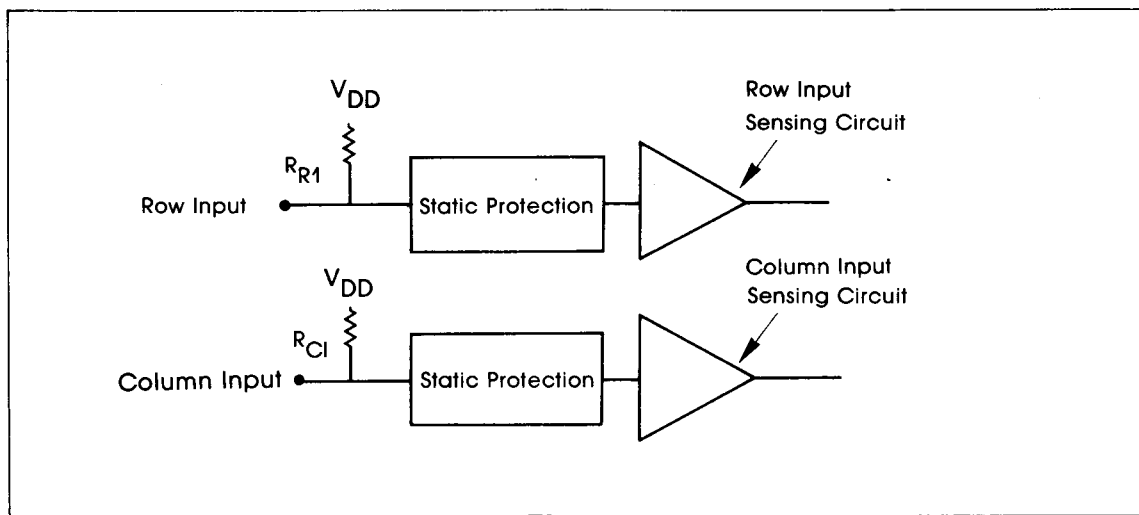 VDD
Row Input
Sensing Circuit
RR1
Row Input
Static Protection
VDD
Column Input
Sensing Circuit
RCI
Column Input
Static Protection